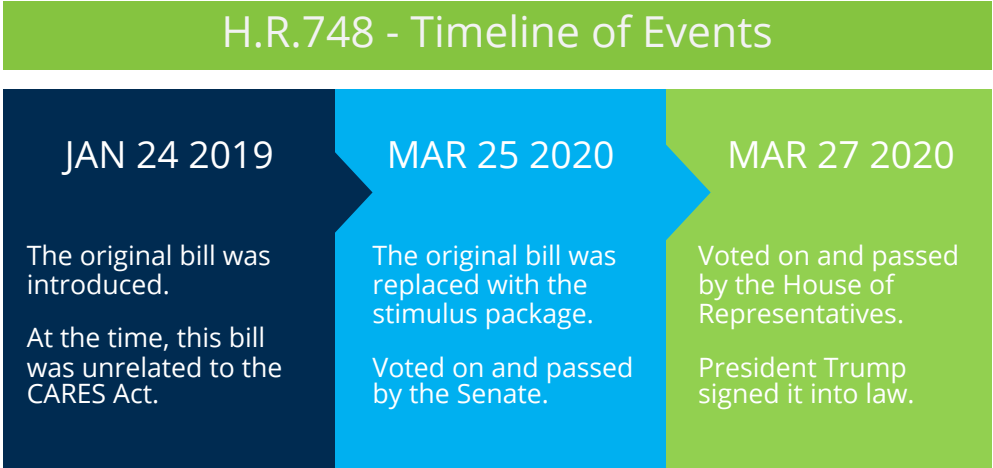 H.R.748 - Timeline of Events
JAN 24 2019
The original bill was
introduced.
At the time, this bill
was unrelated to the
CARES Act.
MAR 25 2020
The original bill was
replaced with the
stimulus package.
Voted on and passed
by the Senate.
MAR 27 2020
Voted on and passed
by the House of
Representatives.
President Trump
signed it into law.